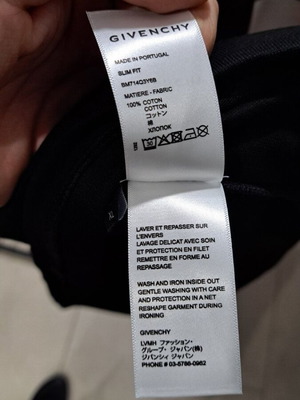 GIVENCHY
MADE IN PORTUGAL
SLIM FIT
BM714G3Y6B
MATIERE - FABRIC
100% COTON
COTTON
コットン
棉
ХЛОПОК
30
LAVER ET REPASSER SUR
L'ENVERS
LAVAGE DELICAT AVEC SOIN
ET PROTECTION EN FILET
REMETTRE EN FORME AU
REPASSAGE
WASH AND IRON INSIDE OUT
GENTLE WASHING WITH CARE
AND PROTECTION IN A NET
RESHAPE GARMENT DURING
IRONING
GIVENCHY
LVMH ファッション・
グループ・ジャパン(株)
ジバンシィ ジャパン
PHONE # 03-5786-0962